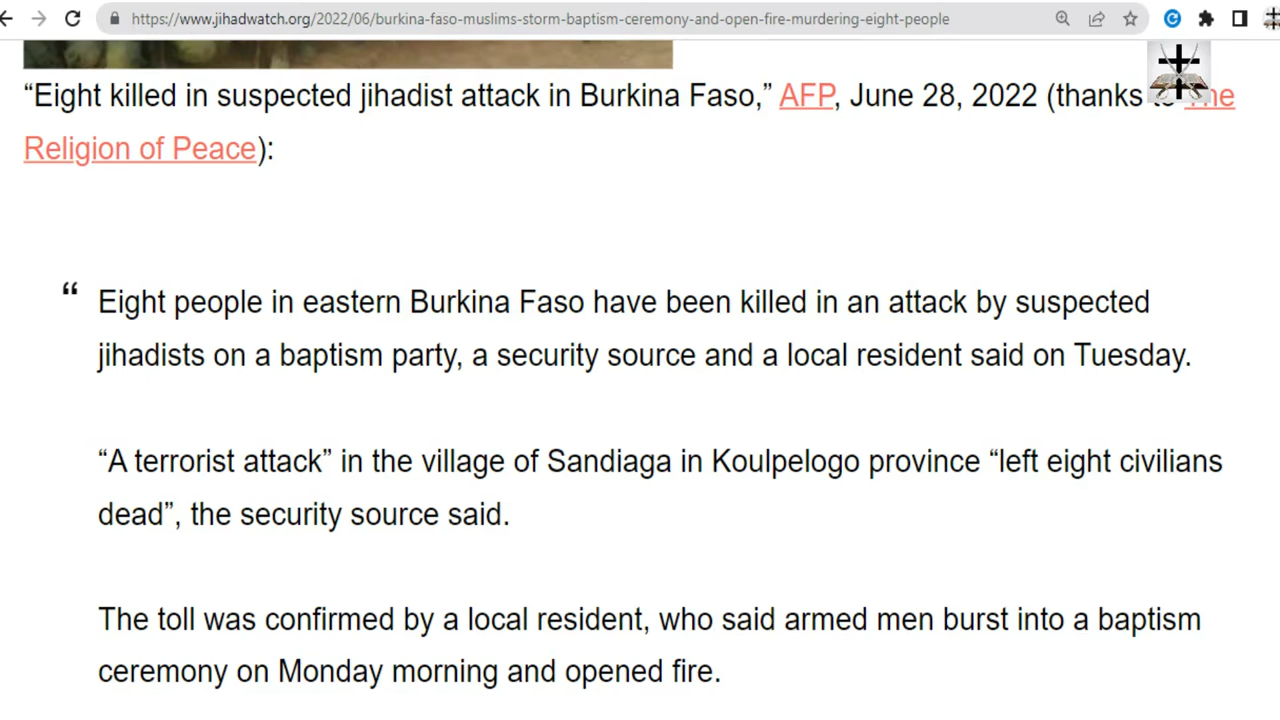 https://www.jihadwatch.org/2022/06/burkina-faso-muslims-storm-baptism-ceremony-and-open-fire-murdering-eight-people
“Eight killed in suspected jihadist attack in Burkina Faso,” AFP, June 28, 2022 (thanks to The
Religion of Peace):
“ Eight people in eastern Burkina Faso have been killed in an attack by suspected
jihadists on a baptism party, a security source and a local resident said on Tuesday.
“A terrorist attack” in the village of Sandiaga in Koulpelogo province “left eight civilians
dead”, the security source said.
The toll was confirmed by a local resident, who said armed men burst into a baptism
ceremony on Monday morning and opened fire.